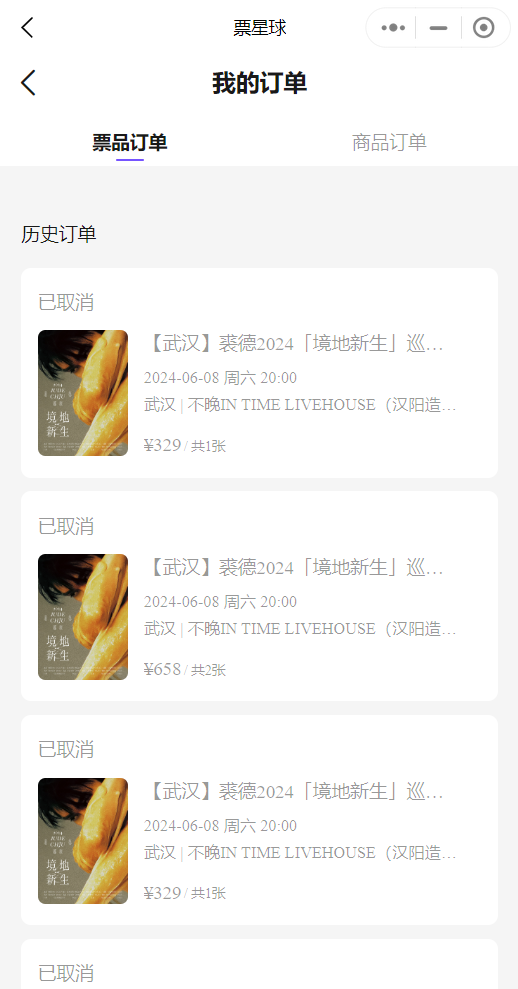 票星球
我的订单
票品订单
商品订单
历史订单
已取消
【武汉】裘德2024「境地新生」巡...
2024-06-08 周六 20:00
武汉 | 不晚IN TIME LIVEHOUSE（汉阳造...
¥329 / 共1张
境地
新生
已取消
【武汉】裘德2024「境地新生」巡...
2024-06-08 周六 20:00
武汉 | 不晚IN TIME LIVEHOUSE（汉阳造...
¥658 / 共2张
境地
新生
已取消
【武汉】裘德2024「境地新生」巡...
2024-06-08 周六 20:00
武汉 | 不晚IN TIME LIVEHOUSE（汉阳造...
¥329 / 共1张
境地
新生
已取消